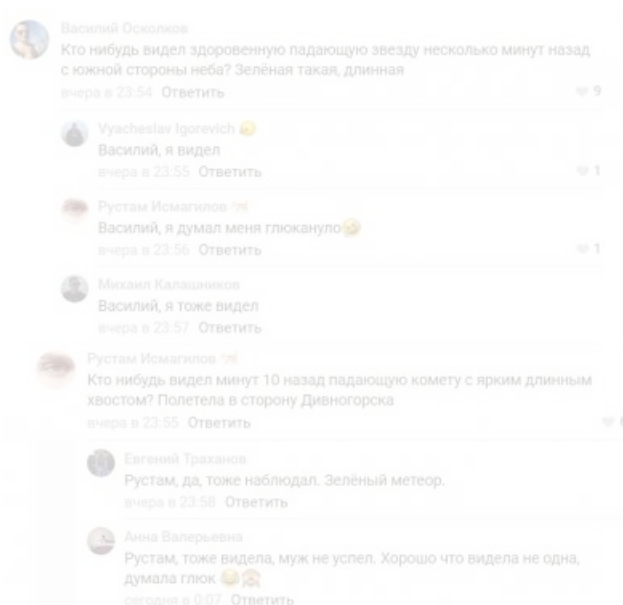 Василий Осколков
Кто нибудь видел здоровенную падающую звезду несколько минут назад
с южной стороны неба? Зелёная такая, длинная
вчера в 23:54 Ответить 9
Vyacheslav Igorevich
Василий, я видел
вчера в 23:55 Ответить 1
Рустам Исмагилов
Василий, я думал меня глюкануло🤣
вчера в 23:56 Ответить 1
Михаил Калашников
Василий, я тоже видел
вчера в 23:57 Ответить
Рустам Исмагилов
Кто нибудь видел минут 10 назад падающую комету с ярким длинным
хвостом? Полетела в сторону Дивногорска
вчера в 23:55 Ответить
Евгений Траханов
Рустам, да, тоже наблюдал. Зелёный метеор.
вчера в 23:58 Ответить
Анна Валерьевна
Рустам, тоже видела, муж не успел. Хорошо что видела не одна,
думала глюк 😂🙈
сегодня в 0:07 Ответить